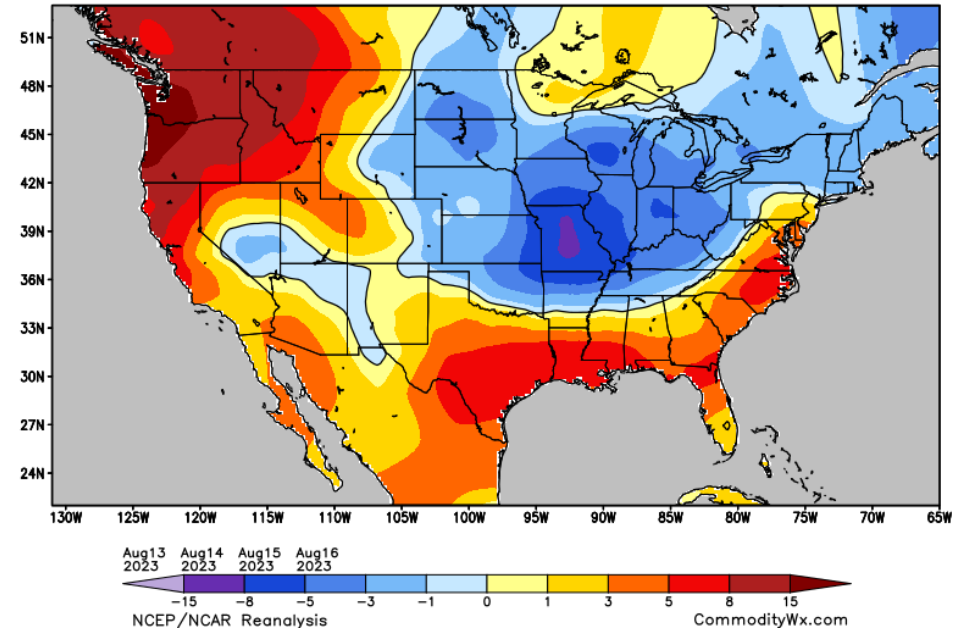 51N
48N
45N
42N
39N
36N
33N
30N
27N
24N
130W 125W 120W 115W 110W 105W 100W 95W 90W 85W 80W 75W 70W 65W
Aug13 Aug14 Aug15 Aug16
2023 2023 2023 2023
-15 -8 -5 -3 -1 0 1 3 5 8 15
NCEP/NCAR Reanalysis CommodityWx.com